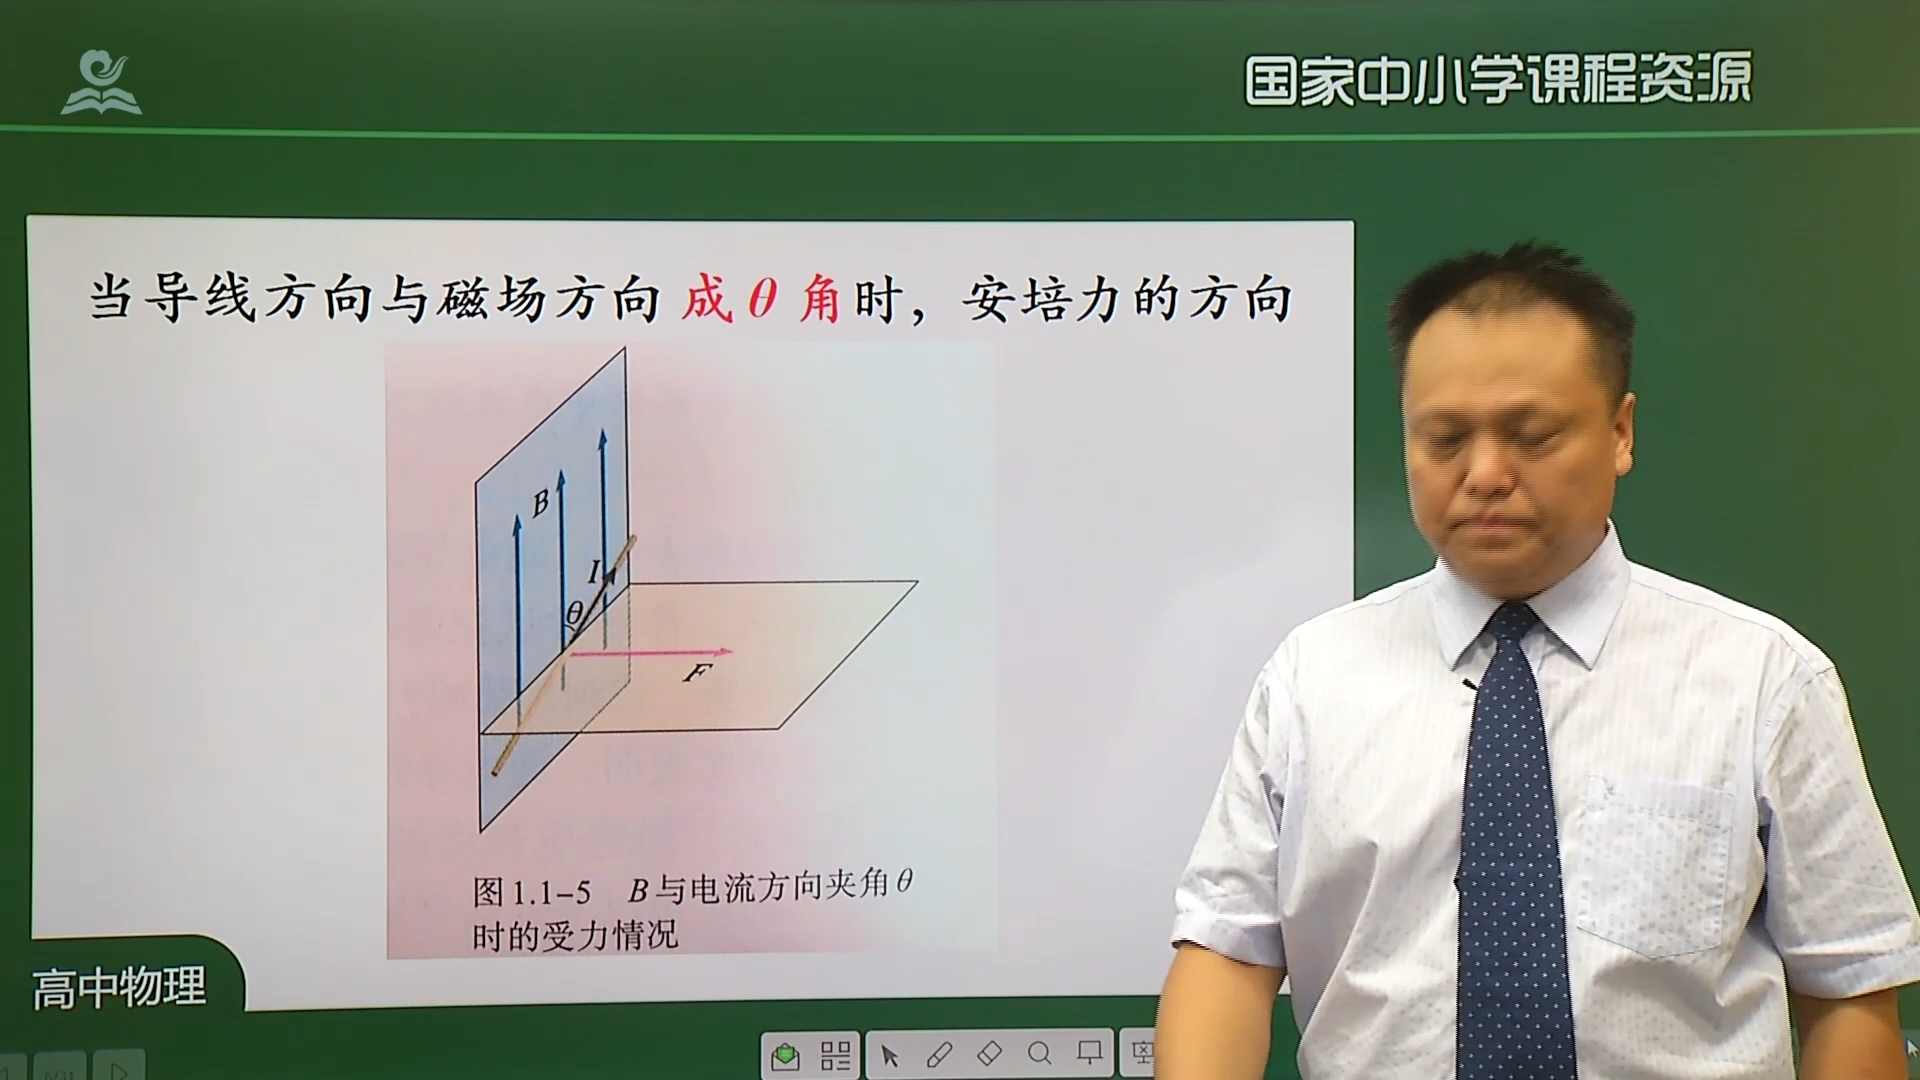 国家中小学课程资源
当导线方向与磁场方向成θ角时，安培力的方向
B
I
θ
F
图1.1-5 B与电流方向夹角θ
时的受力情况
高中物理